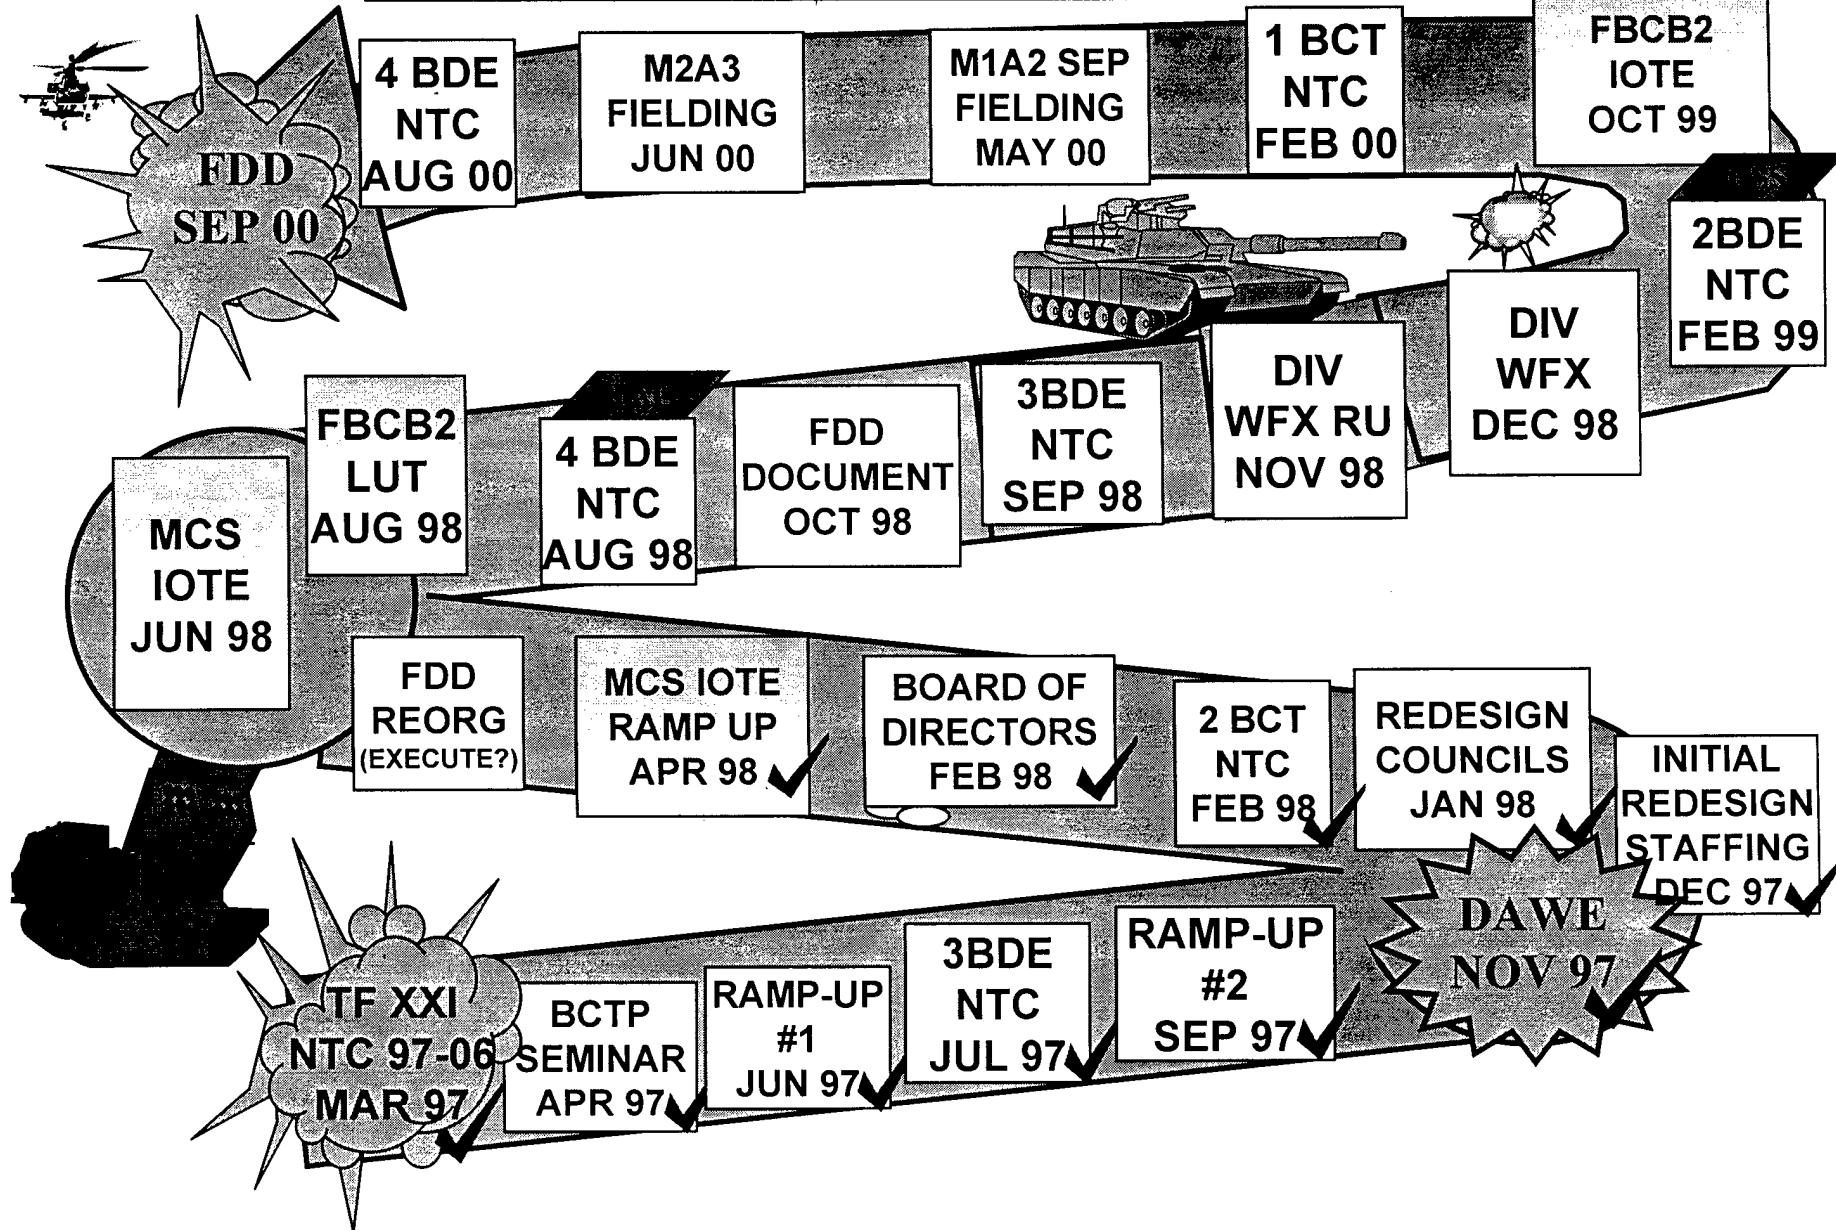 4 BDE
NTC
AUG 00
M2A3
FIELDING
JUN 00
M1A2 SEP
FIELDING
MAY 00
1 BCT
NTC
FEB 00
FBCB2
IOTE
OCT 99
FDD
SEP 00
2BDE
NTC
FEB 99
DIV
WFX
DEC 98
DIV
WFX RU
NOV 98
3BDE
NTC
SEP 98
FDD
DOCUMENT
OCT 98
4 BDE
NTC
AUG 98
FBCB2
LUT
AUG 98
MCS
IOTE
JUN 98
FDD
REORG
(EXECUTE?)
MCS IOTE
RAMP UP
APR 98
BOARD OF
DIRECTORS
FEB 98
2 BCT
NTC
FEB 98
REDESIGN
COUNCILS
JAN 98
INITIAL
REDESIGN
STAFFING
DEC 97
DAWE
NOV 97
RAMP-UP
#2
SEP 97
3BDE
NTC
JUL 97
RAMP-UP
#1
JUN 97
BCTP
SEMINAR
APR 97
TF XXI
NTC 97-06
MAR 97